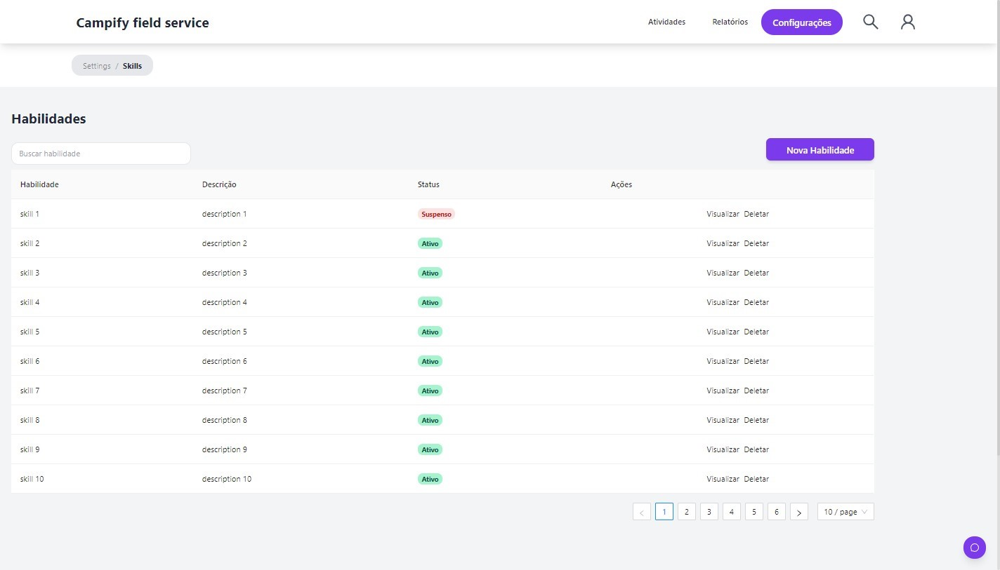 Campify field service Atividades Relatórios Configurações
Settings / Skills
Habilidades
Buscar habilidade Nova Habilidade
Habilidade Descrição Status Ações
skill 1 description 1 Suspenso Visualizar Deletar
skill 2 description 2 Ativo Visualizar Deletar
skill 3 description 3 Ativo Visualizar Deletar
skill 4 description 4 Ativo Visualizar Deletar
skill 5 description 5 Ativo Visualizar Deletar
skill 6 description 6 Ativo Visualizar Deletar
skill 7 description 7 Ativo Visualizar Deletar
skill 8 description 8 Ativo Visualizar Deletar
skill 9 description 9 Ativo Visualizar Deletar
skill 10 description 10 Ativo Visualizar Deletar
< 1 2 3 4 5 6 > 10 / page